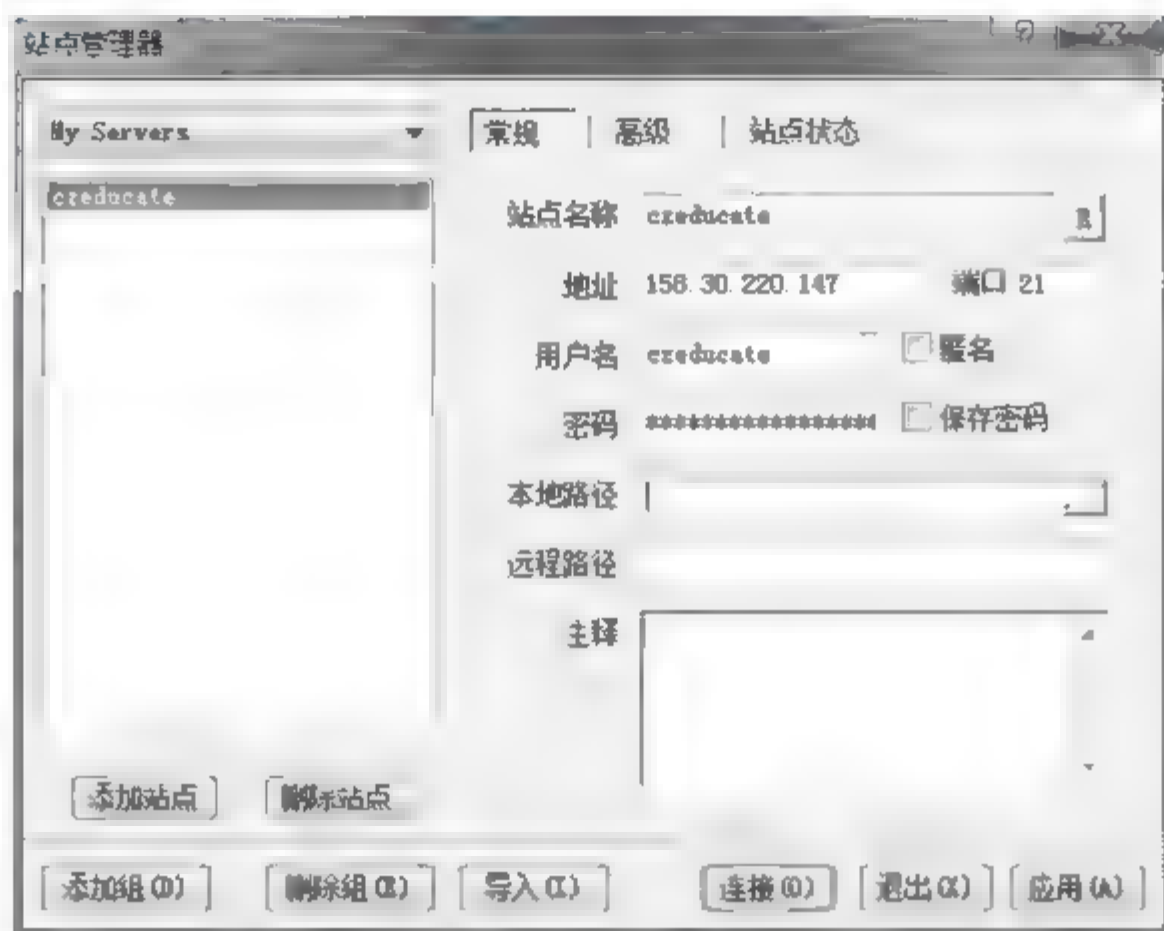 站点管理器
My Servers
czeducate
常规 高级 站点状态
站点名称 czeducate
地址 158.30.220.147 端口 21
用户名 czeducate 匿名
密码 ******************
保存密码
本地路径
远程路径
主释
添加站点 删除站点
添加组(D) 删除组(R) 导入(I) 连接(O) 退出(X) 应用(A)